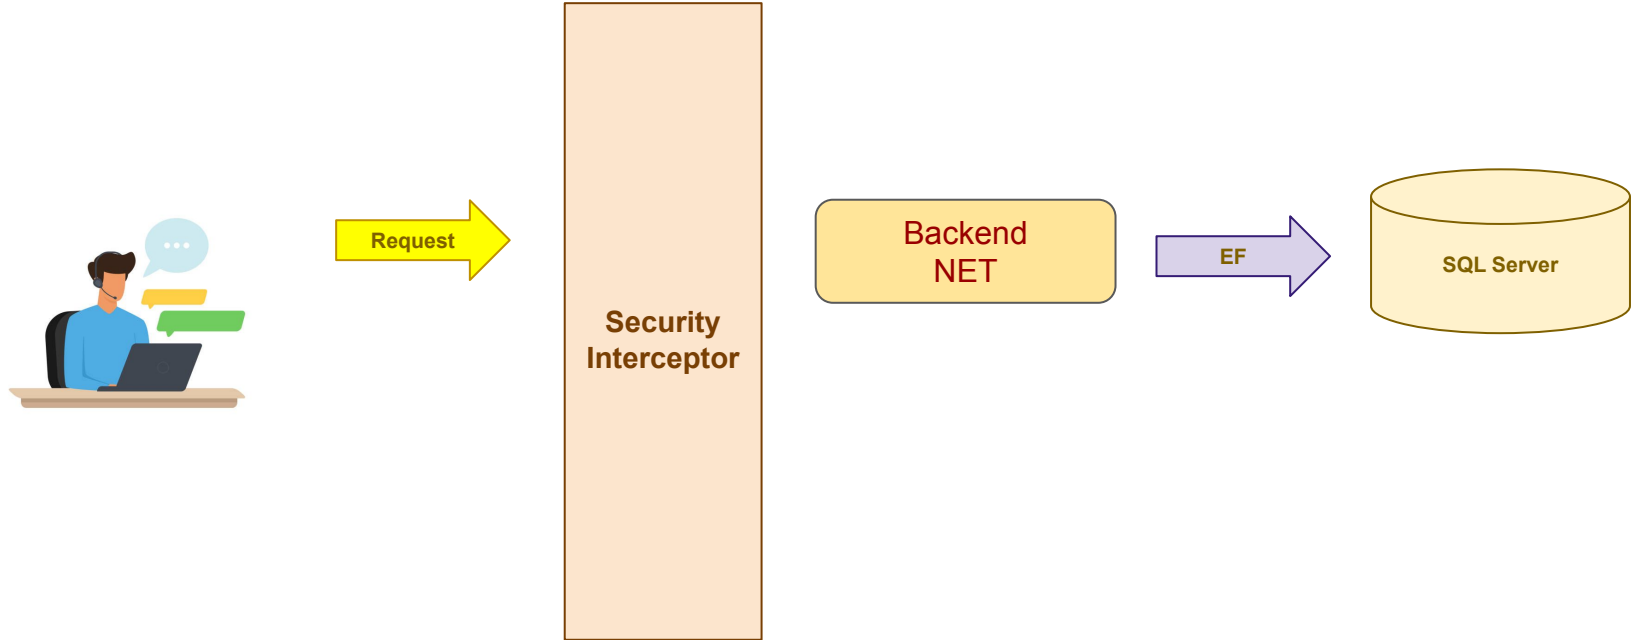 Request
Security
Interceptor
Backend
NET
EF
SQL Server